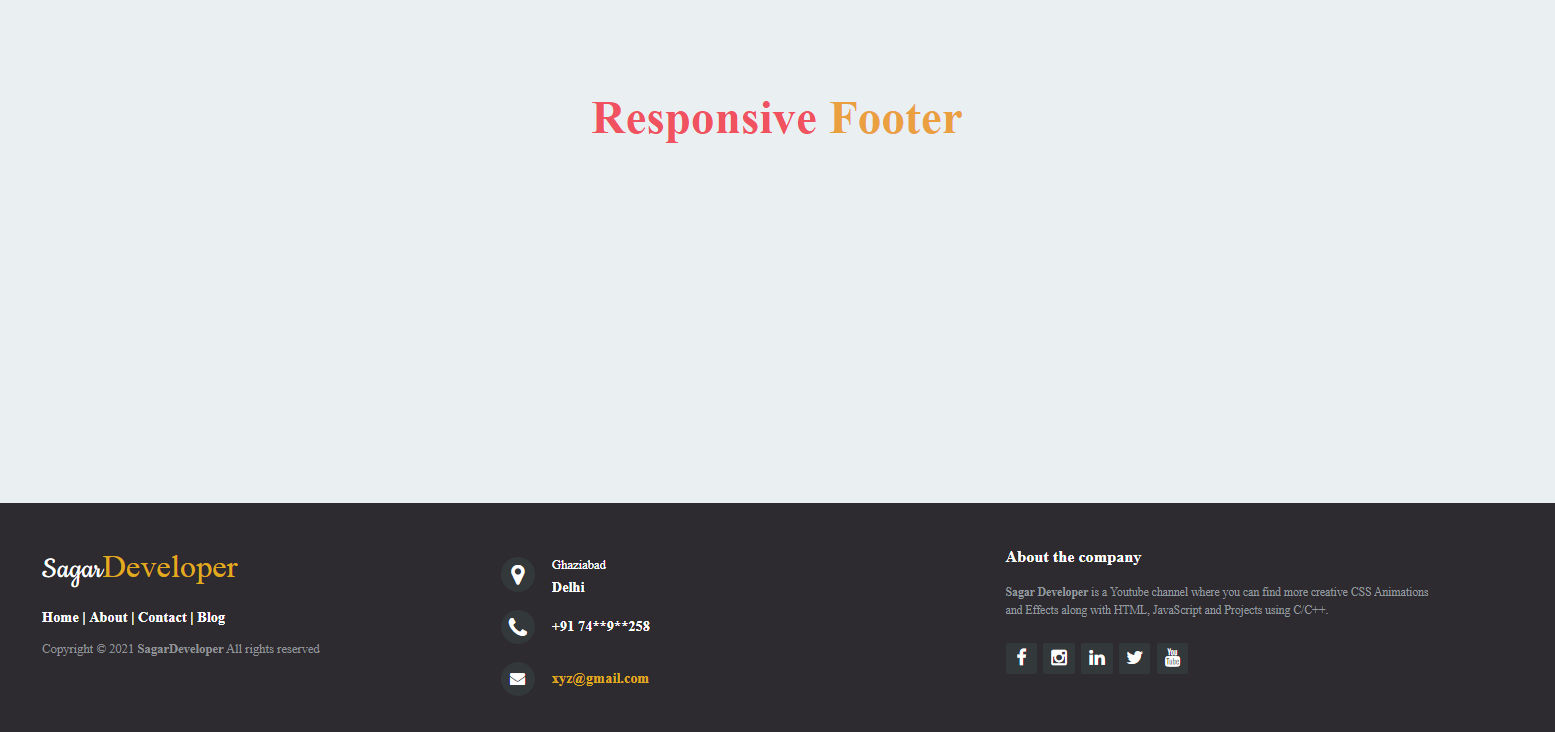 Responsive Footer
SagarDeveloper
Home | About | Contact | Blog
Copyright © 2021 SagarDeveloper All rights reserved
Ghaziabad
Delhi
+91 74**9**258
xyz@gmail.com
About the company
Sagar Developer is a Youtube channel where you can find more creative CSS Animations
and Effects along with HTML, JavaScript and Projects using C/C++.
You
Tube